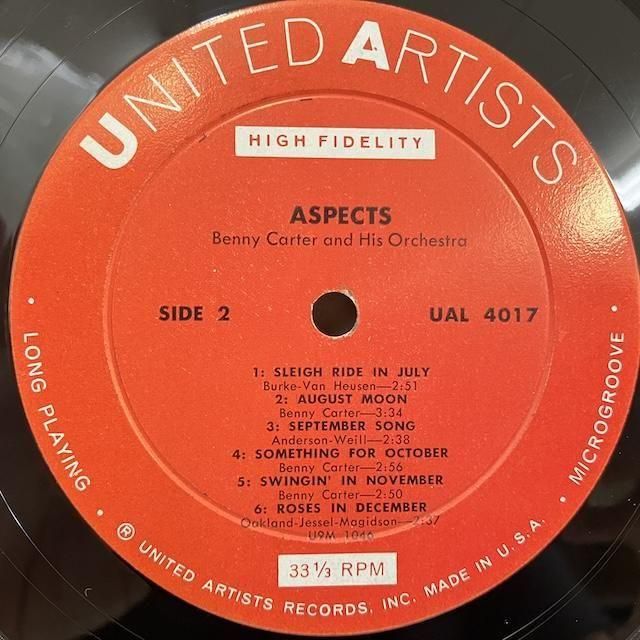 UNITED ARTISTS
HIGH FIDELITY
ASPECTS
Benny Carter and His Orchestra
SIDE 2
UAL 4017
1: SLEIGH RIDE IN JULY
Burke-Van Heusen—2:51
2: AUGUST MOON
Benny Carter—3:34
3: SEPTEMBER SONG
Anderson-Weill—2:38
4: SOMETHING FOR OCTOBER
Benny Carter—2:56
5: SWINGIN' IN NOVEMBER
Benny Carter—2:50
6: ROSES IN DECEMBER
Oakland-Jessel-Magidson—2:37
U9M 1046
33 1/3 RPM
• LONG PLAYING •
• MICROGROOVE •
Ⓡ UNITED ARTISTS RECORDS, INC. MADE IN U.S.A.